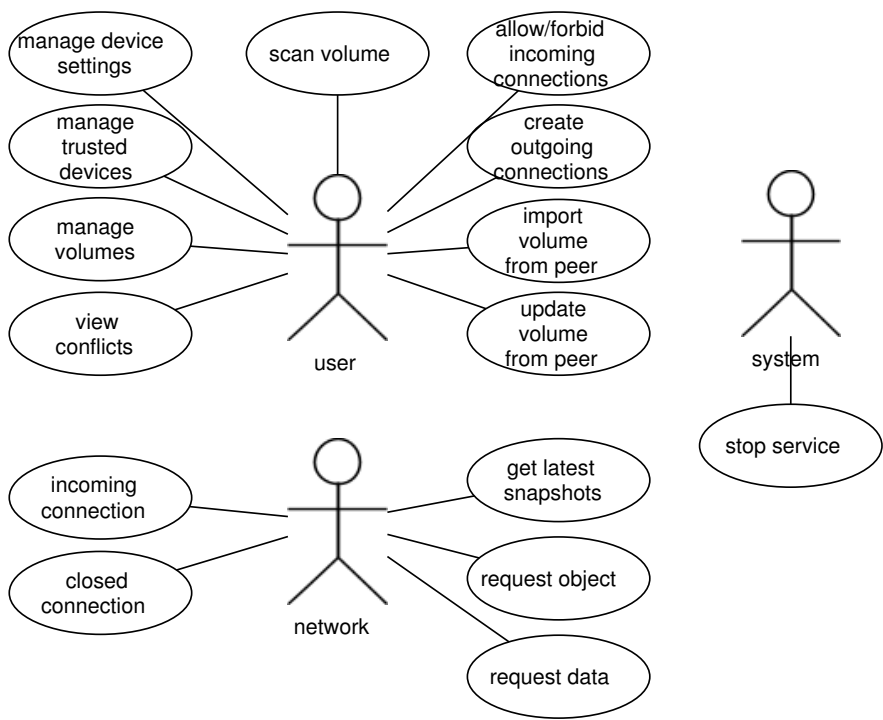 manage device
settings
scan volume
allow/forbid
incoming
connections
manage
trusted
devices
create
outgoing
connections
manage
volumes
import
volume
from peer
view
conflicts
update
volume
from peer
user
system
stop service
incoming
connection
get latest
snapshots
closed
connection
request object
network
request data